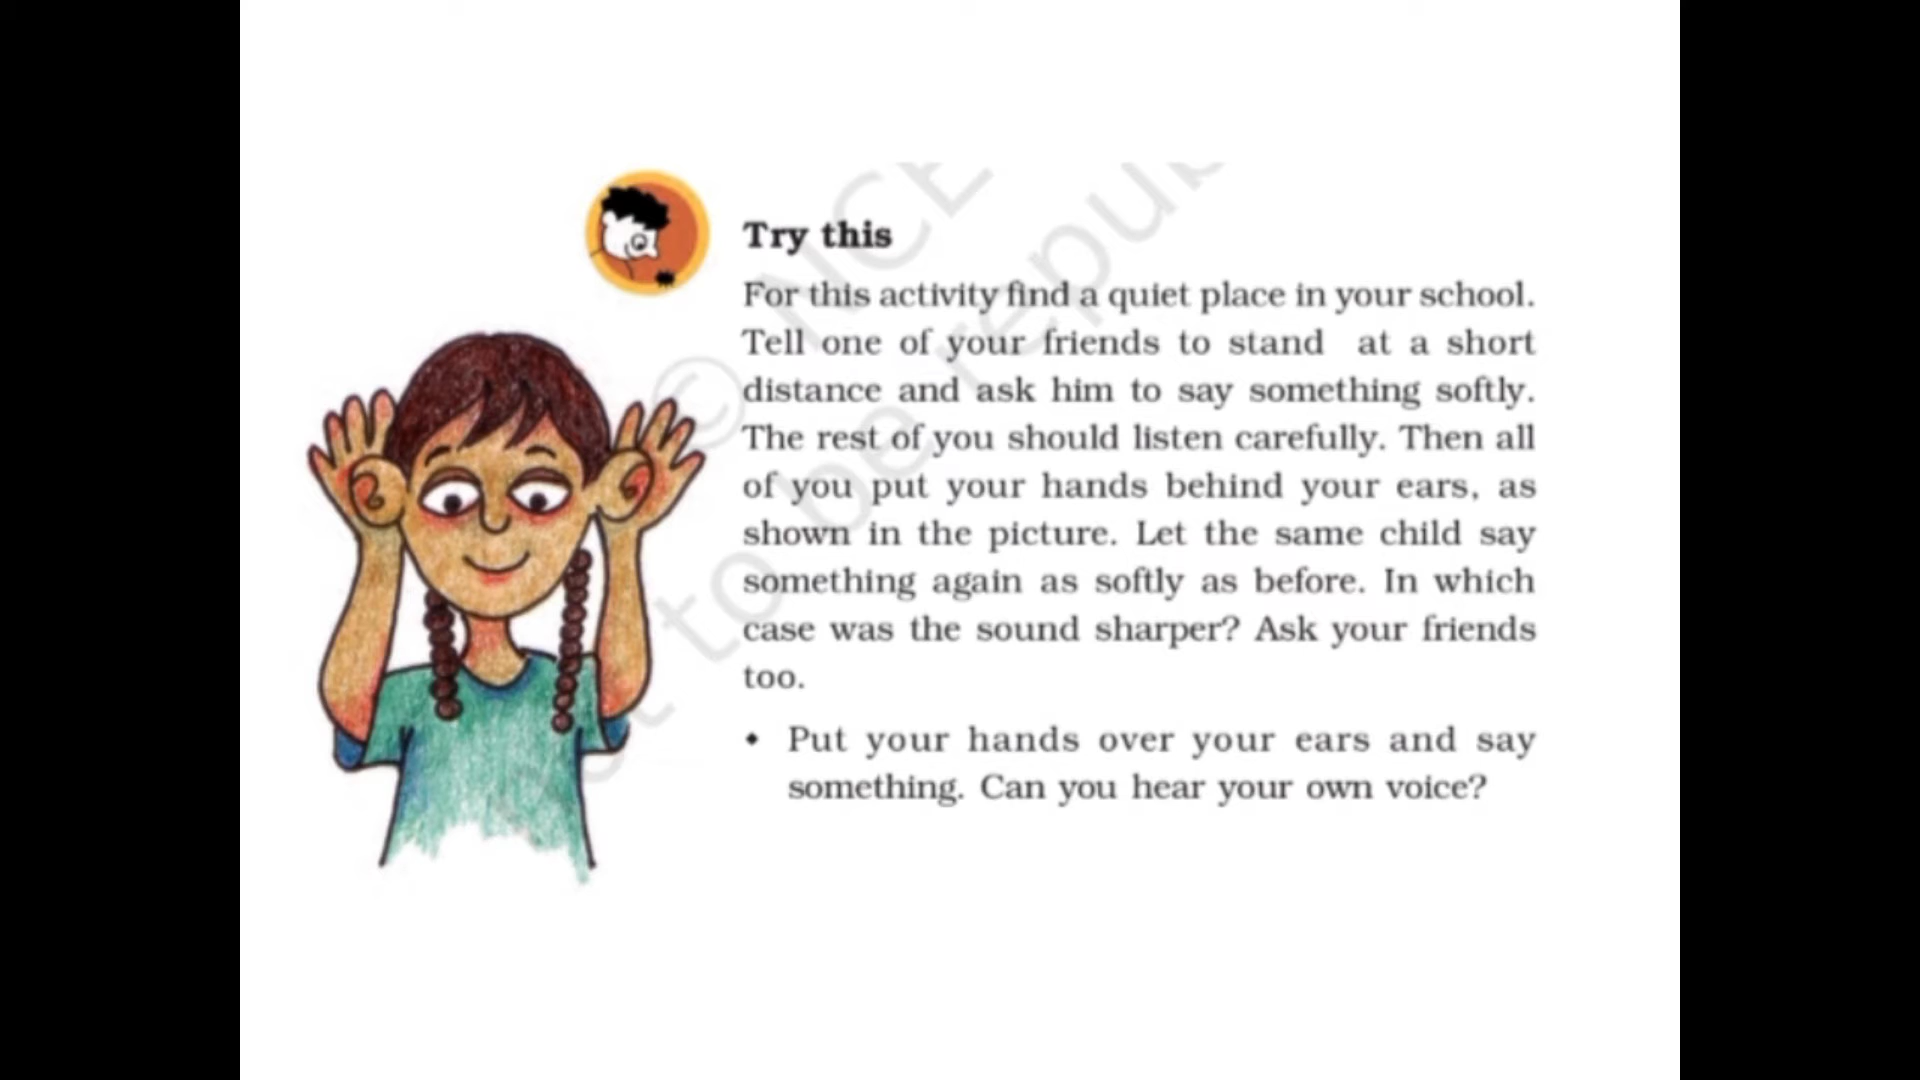 Try this
For this activity find a quiet place in your school.
Tell one of your friends to stand at a short
distance and ask him to say something softly.
The rest of you should listen carefully. Then all
of you put your hands behind your ears, as
shown in the picture. Let the same child say
something again as softly as before. In which
case was the sound sharper? Ask your friends
too.
• Put your hands over your ears and say
something. Can you hear your own voice?
© NCE
to be repub